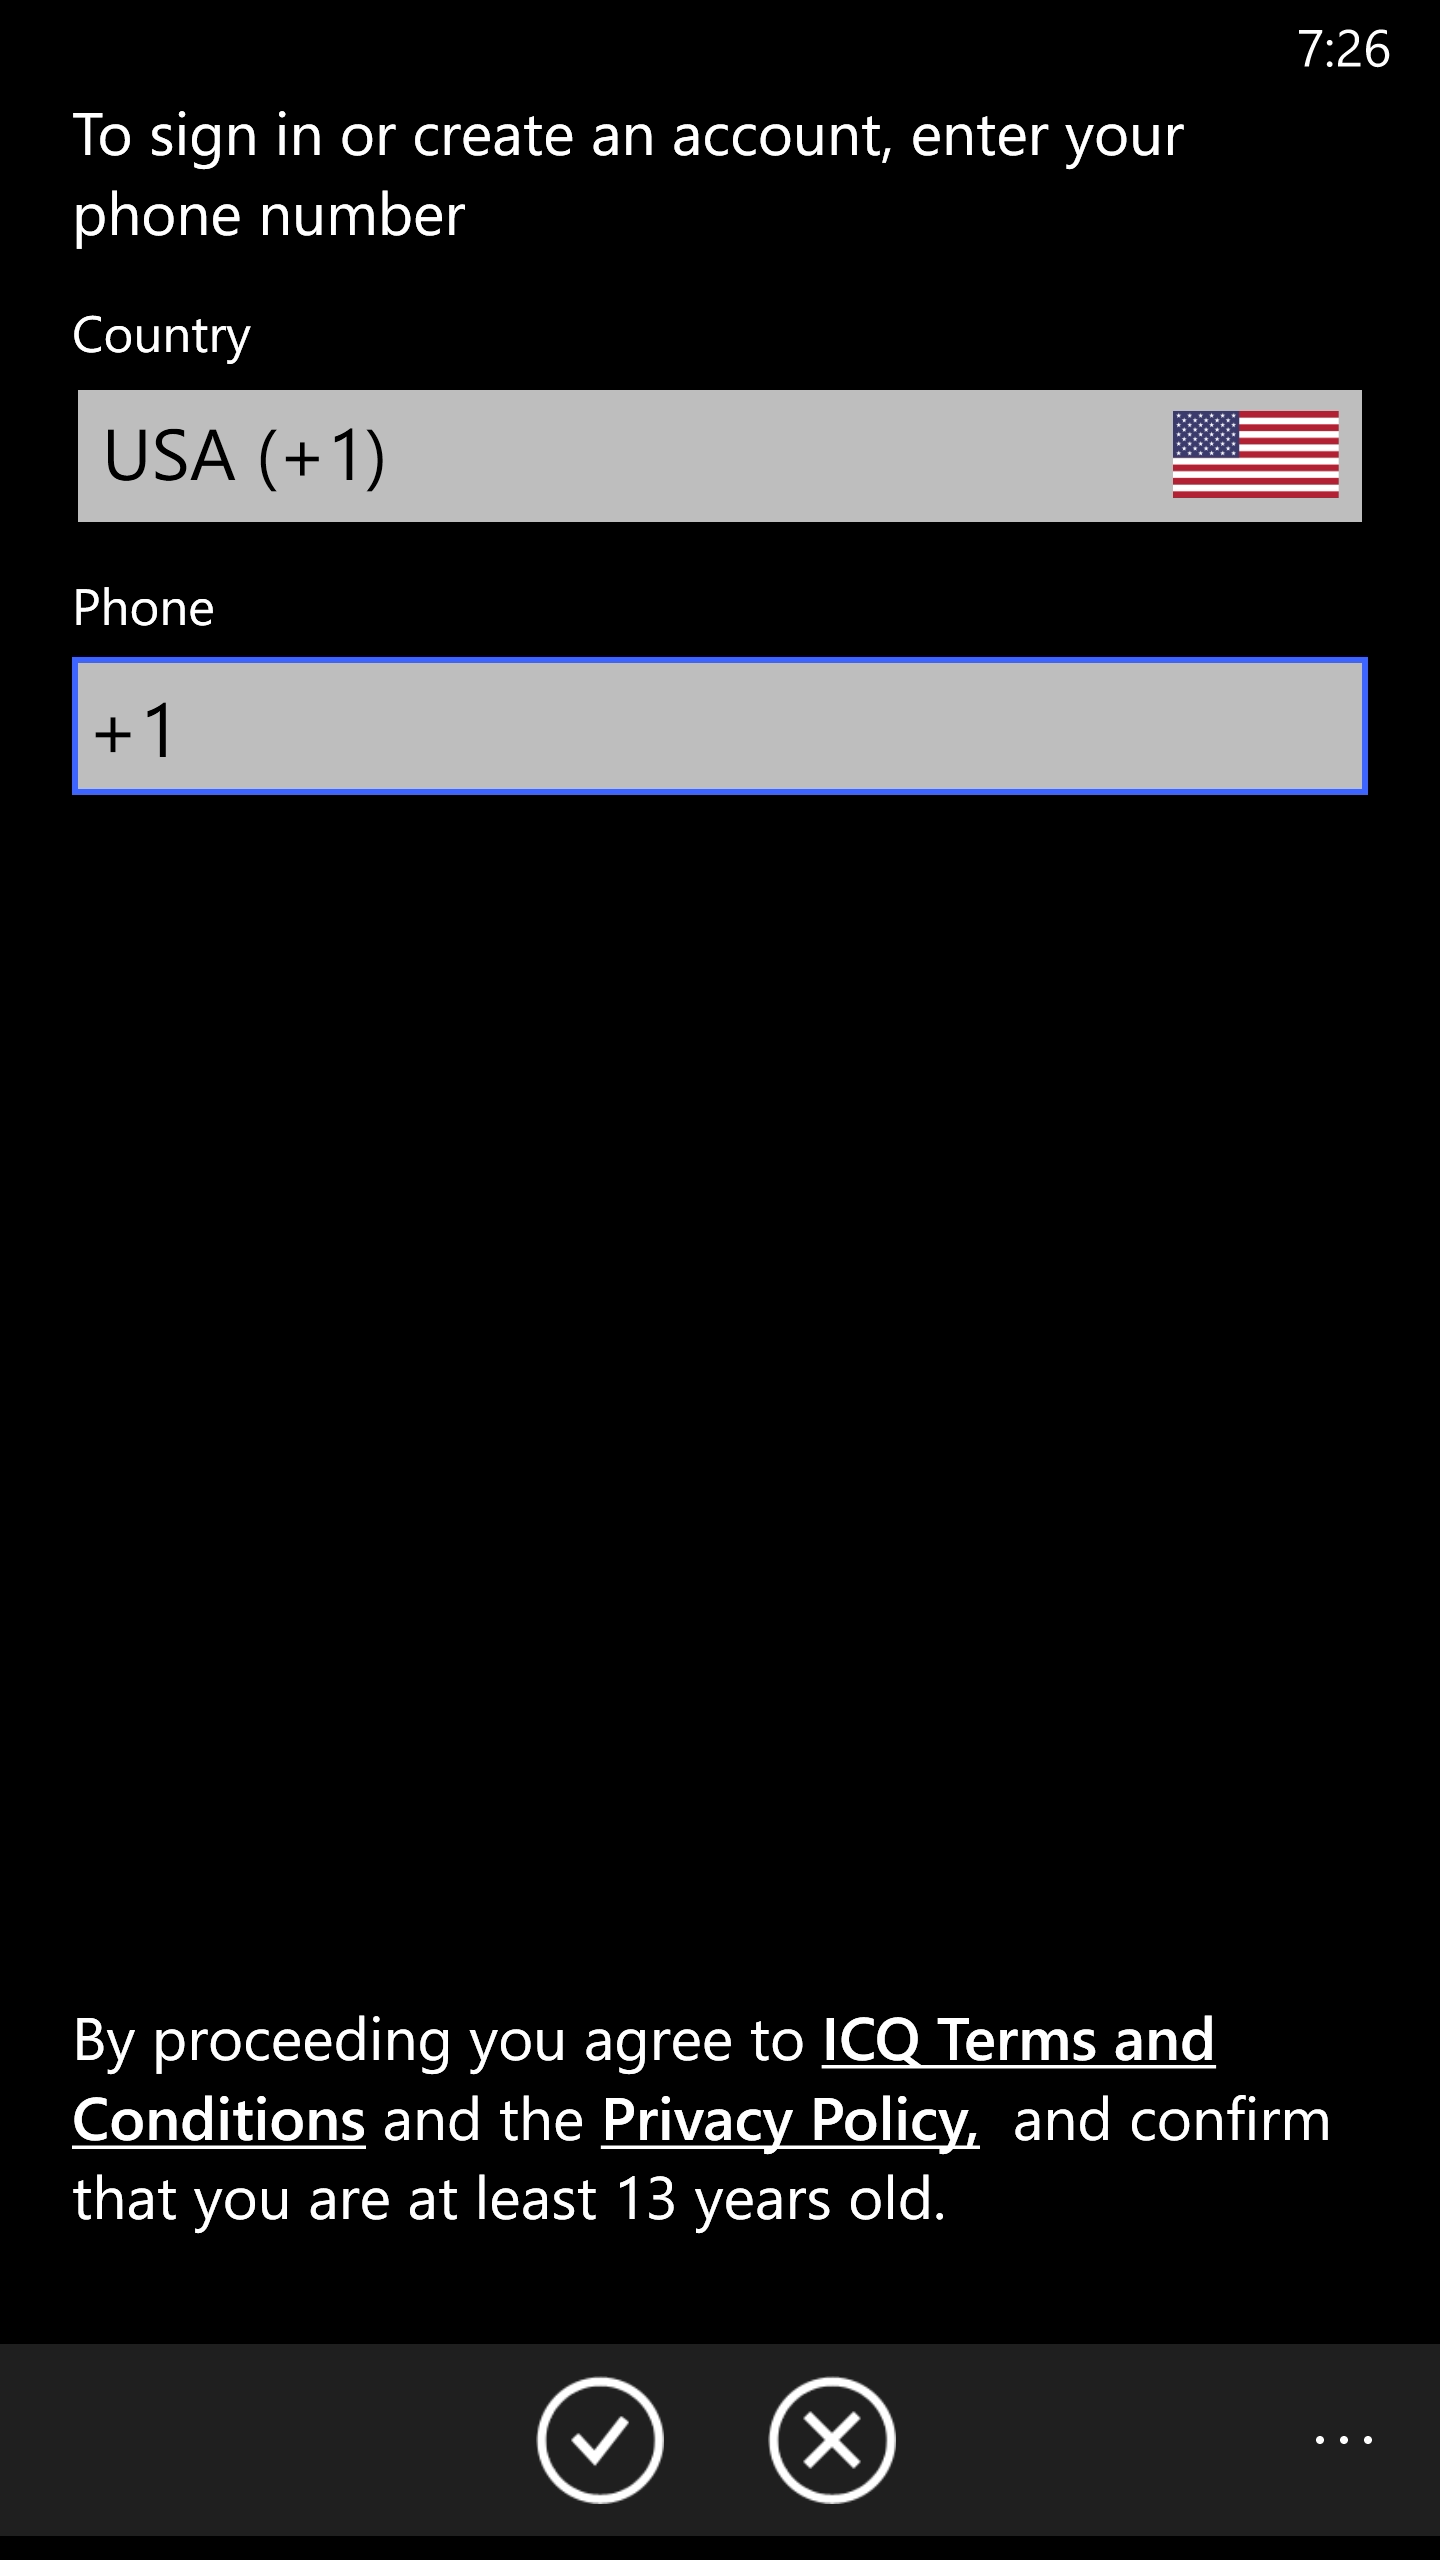 7:26
To sign in or create an account, enter your
phone number
Country
USA (+1)
Phone
+1
By proceeding you agree to ICQ Terms and
Conditions and the Privacy Policy,  and confirm
that you are at least 13 years old.